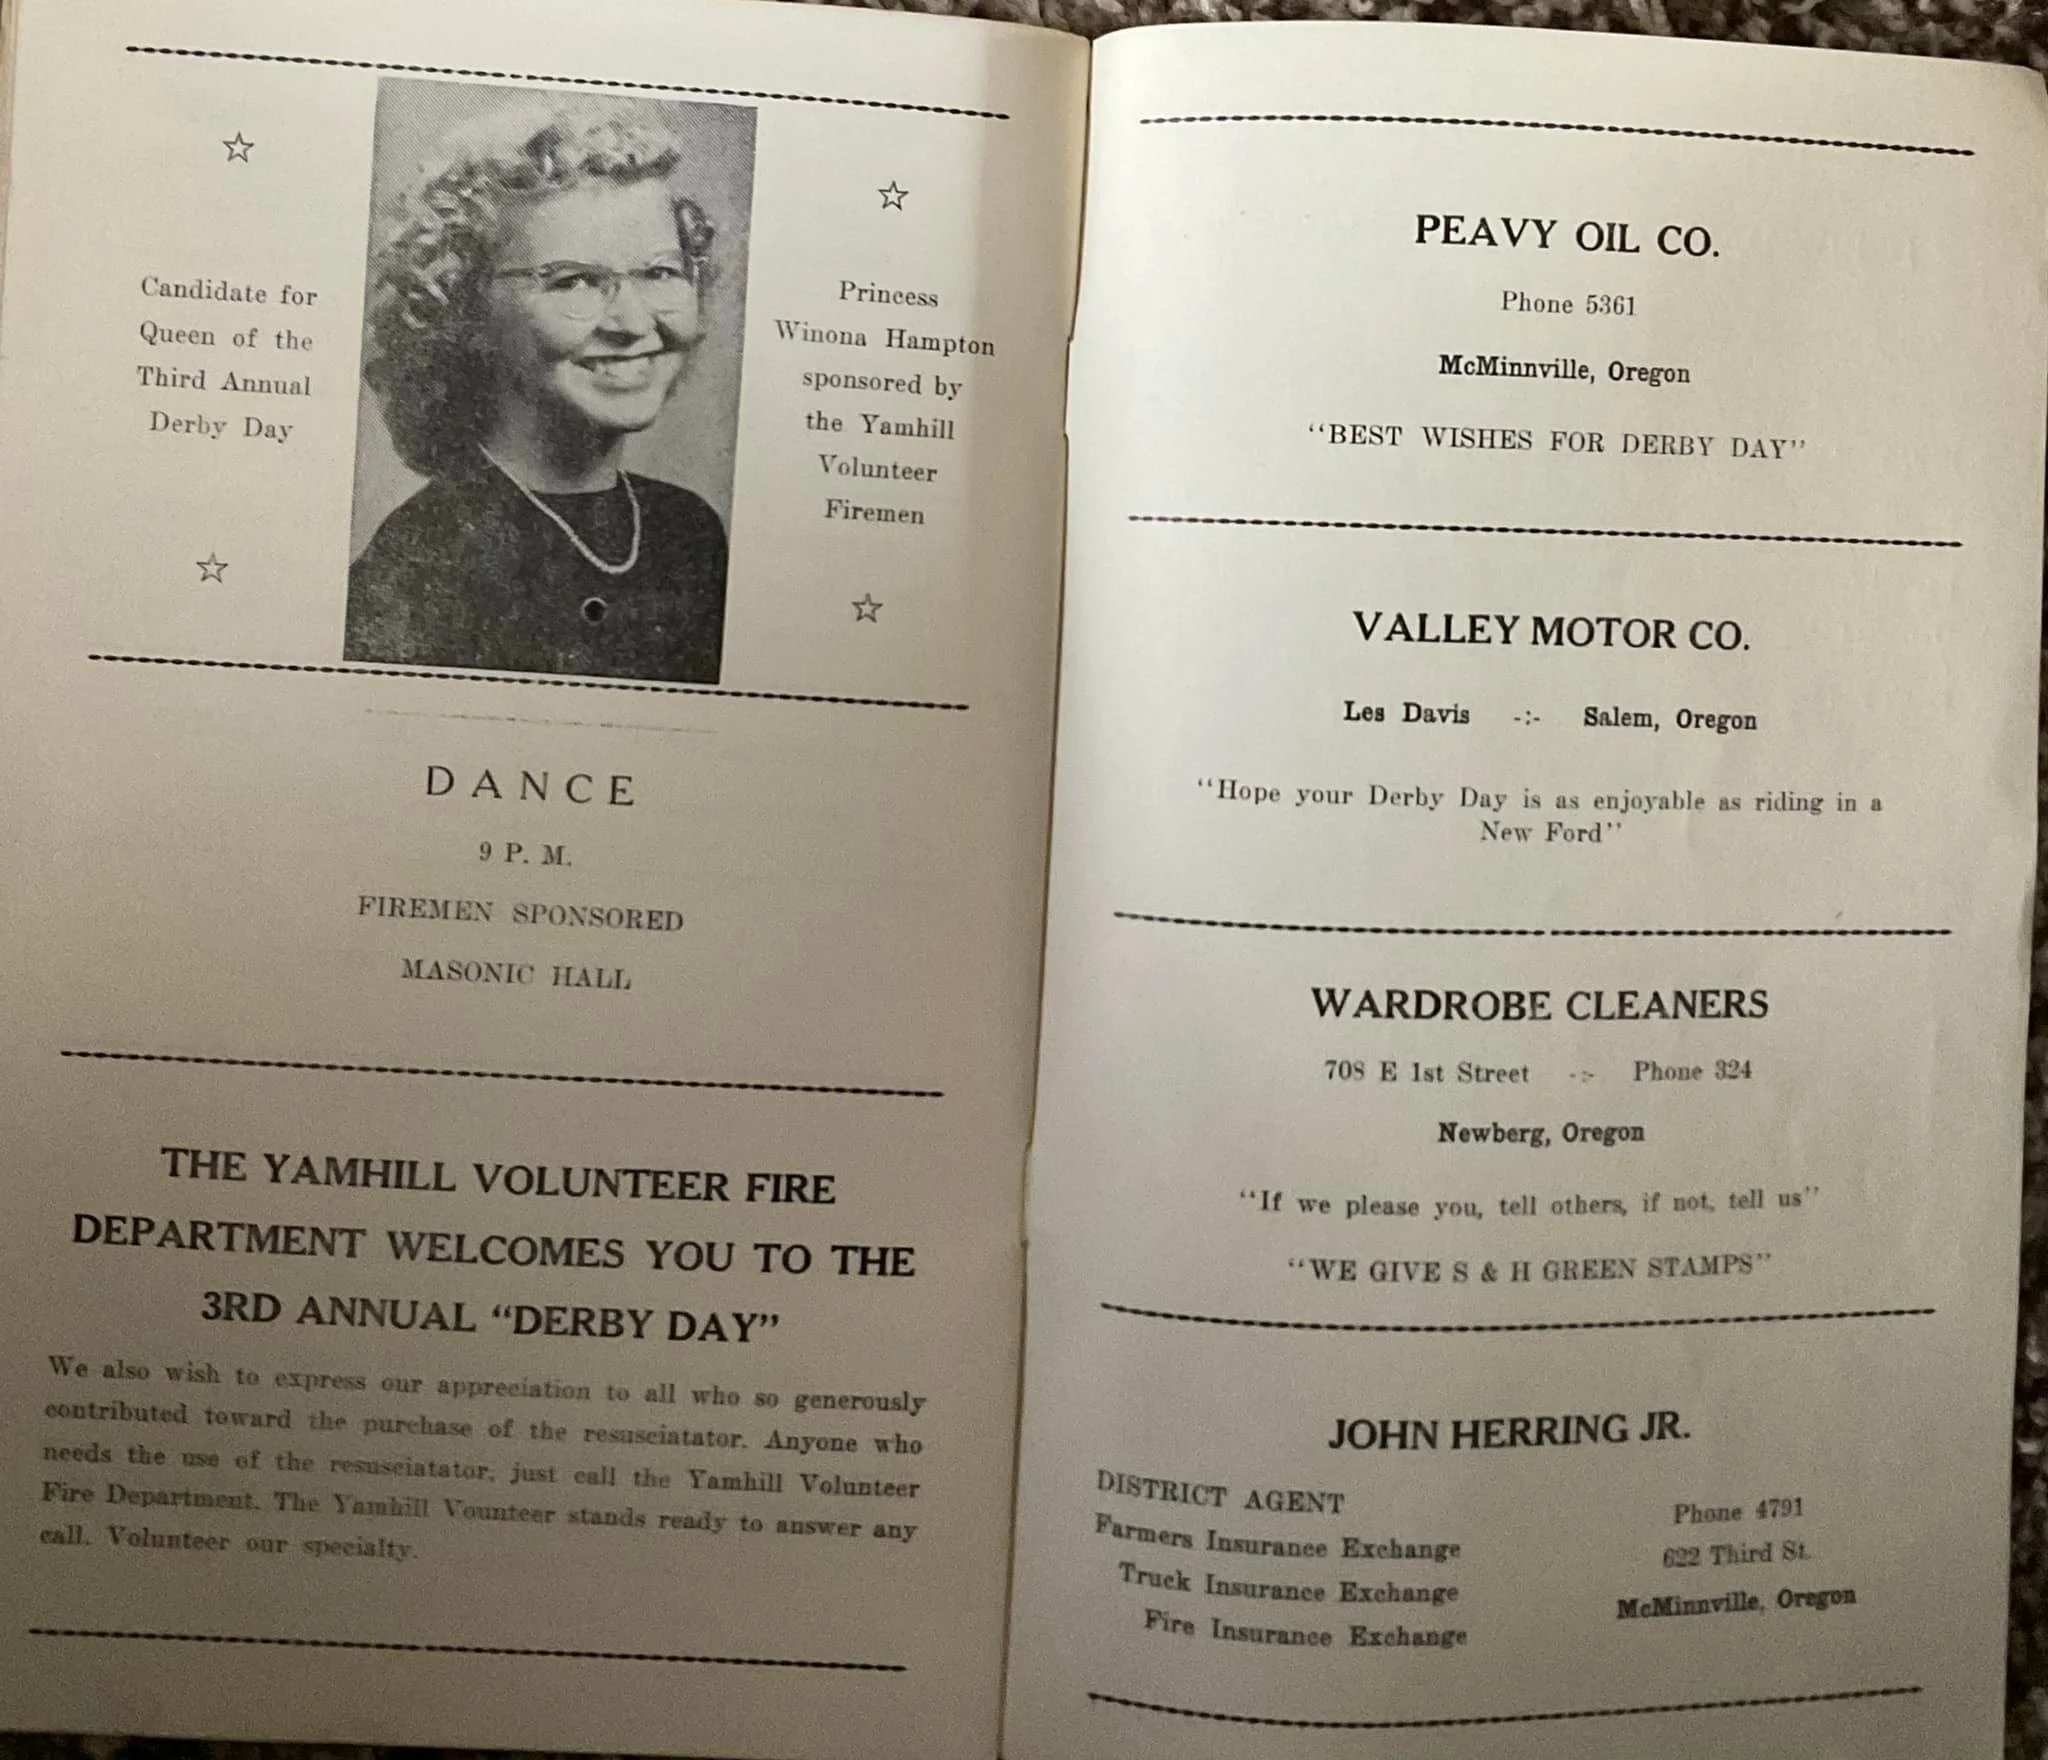 Candidate for
Queen of the
Third Annual
Derby Day
Princess
Winona Hampton
sponsored by
the Yamhill
Volunteer
Firemen
DANCE
9 P. M.
FIREMEN SPONSORED
MASONIC HALL
THE YAMHILL VOLUNTEER FIRE
DEPARTMENT WELCOMES YOU TO THE
3RD ANNUAL "DERBY DAY"
We also wish to express our appreciation to all who so generously
contributed toward the purchase of the resusciatator. Anyone who
needs the use of the resusciatator, just call the Yamhill Volunteer
Fire Department. The Yamhill Vounteer stands ready to answer any
call. Volunteer our specialty.
PEAVY OIL CO.
Phone 5361
McMinnville, Oregon
"BEST WISHES FOR DERBY DAY"
VALLEY MOTOR CO.
Les Davis -:- Salem, Oregon
"Hope your Derby Day is as enjoyable as riding in a
New Ford"
WARDROBE CLEANERS
708 E 1st Street -:- Phone 324
Newberg, Oregon
"If we please you, tell others, if not, tell us"
"WE GIVE S & H GREEN STAMPS"
JOHN HERRING JR.
DISTRICT AGENT
Farmers Insurance Exchange
Truck Insurance Exchange
Fire Insurance Exchange
Phone 4791
622 Third St.
McMinnville, Oregon